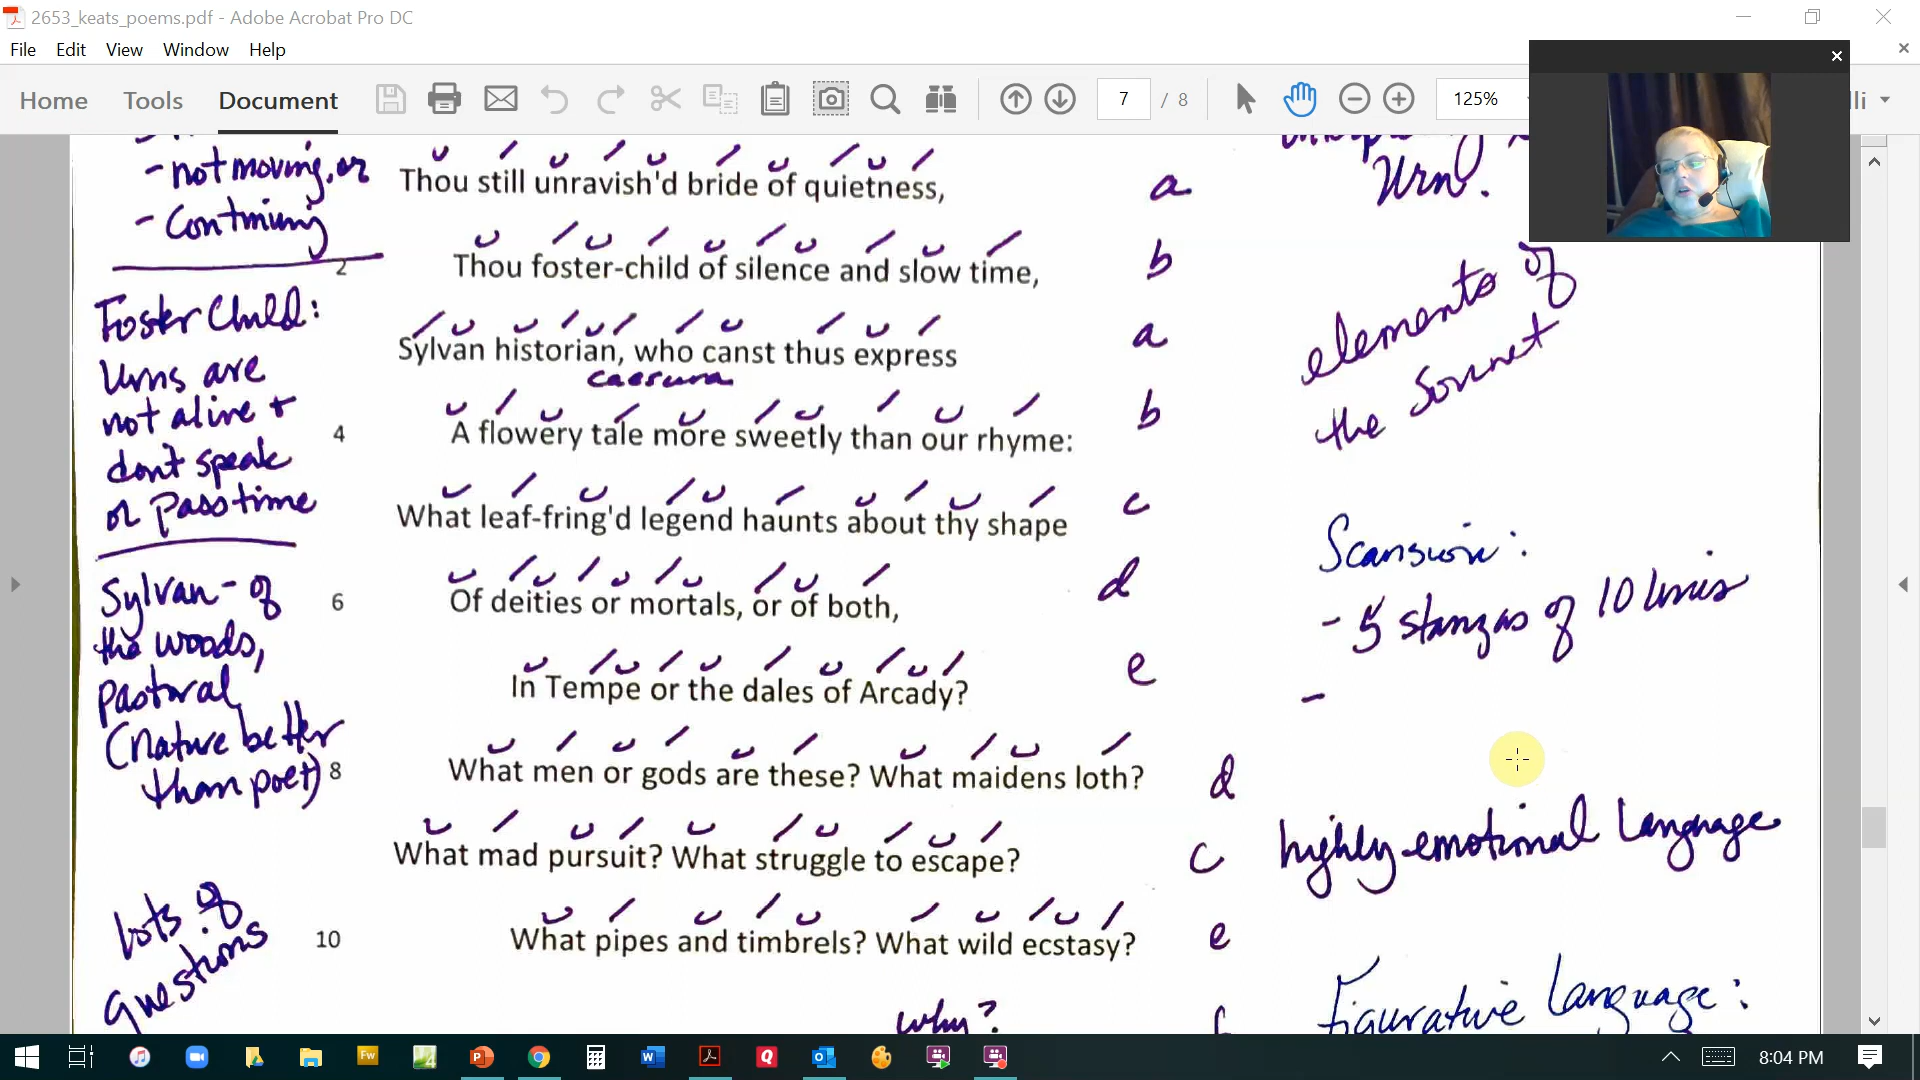 2653_keats_poems.pdf - Adobe Acrobat Pro DC
File Edit View Window Help
Home Tools Document 7 / 8 125% lli
- not moving, or
- Continuing
Thou still unravish'd bride of quietness, a
Urn.
2 Thou foster-child of silence and slow time, b
elements of
the Sonnet
Foster Child:
Urns are
not alive +
dont speak
or pass time
Sylvan historian, who canst thus express a
caesura
4 A flowery tale more sweetly than our rhyme: b
What leaf-fring'd legend haunts about thy shape c
Scansion:
- 5 stanzas of 10 lines
-
6 Of deities or mortals, or of both, d
Sylvan - of
the woods,
pastoral
(nature better
than poet)
In Tempe or the dales of Arcady? e
8 What men or gods are these? What maidens loth? d
What mad pursuit? What struggle to escape? c
highly emotional language
lots of
questions
10 What pipes and timbrels? What wild ecstasy? e
Figurative language:
why? f
Fw
8:04 PM